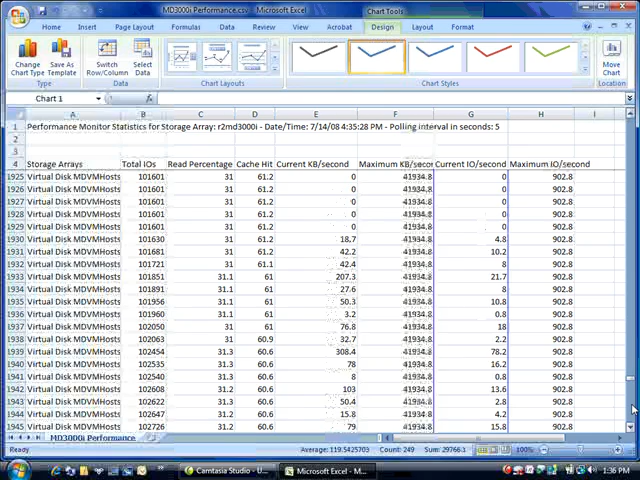 MD3000i Performance.csv - Microsoft Excel
Chart Tools
Home Insert Page Layout Formulas Data Review View Acrobat Design Layout Format
Change Chart Type
Save As Template
Switch Row/Column
Select Data
Move Chart
Type Data Chart Layouts Chart Styles Location
Chart 1 fx
A B C D E F G H I
1 Performance Monitor Statistics for Storage Array: r2md3000i - Date/Time: 7/14/08 4:35:28 PM - Polling interval in seconds: 5
2
3
4 Storage Arrays Total IOs Read Percentage Cache Hit Current KB/second Maximum KB/secon Current IO/second Maximum IO/second
1925 Virtual Disk MDVMHosts 101601 31 61.2 0 41934.8 0 902.8
1926 Virtual Disk MDVMHosts 101601 31 61.2 0 41934.8 0 902.8
1927 Virtual Disk MDVMHosts 101601 31 61.2 0 41934.8 0 902.8
1928 Virtual Disk MDVMHosts 101601 31 61.2 0 41934.8 0 902.8
1929 Virtual Disk MDVMHosts 101601 31 61.2 0 41934.8 0 902.8
1930 Virtual Disk MDVMHosts 101630 31 61.2 18.7 41934.8 4.8 902.8
1931 Virtual Disk MDVMHosts 101681 31 61.2 42.2 41934.8 10.2 902.8
1932 Virtual Disk MDVMHosts 101721 31 61.1 42.4 41934.8 8 902.8
1933 Virtual Disk MDVMHosts 101851 31.1 61 207.3 41934.8 21.7 902.8
1934 Virtual Disk MDVMHosts 101891 31.1 61 27.6 41934.8 8 902.8
1935 Virtual Disk MDVMHosts 101956 31.1 61 50.3 41934.8 10.8 902.8
1936 Virtual Disk MDVMHosts 101960 31.1 61 3.2 41934.8 0.8 902.8
1937 Virtual Disk MDVMHosts 102050 31 61 76.8 41934.8 18 902.8
1938 Virtual Disk MDVMHosts 102063 31 60.9 32.7 41934.8 2.2 902.8
1939 Virtual Disk MDVMHosts 102454 31.3 60.6 308.4 41934.8 78.2 902.8
1940 Virtual Disk MDVMHosts 102535 31.3 60.6 78 41934.8 16.2 902.8
1941 Virtual Disk MDVMHosts 102540 31.3 60.6 8 41934.8 0.8 902.8
1942 Virtual Disk MDVMHosts 102608 31.2 60.6 103 41934.8 13.6 902.8
1943 Virtual Disk MDVMHosts 102622 31.3 60.6 50.4 41934.8 2.8 902.8
1944 Virtual Disk MDVMHosts 102647 31.3 60.6 15.8 41934.8 4.2 902.8
1945 Virtual Disk MDVMHosts 102726 31.3 60.6 79 41934.8 15.8 902.8
MD3000i Performance
Ready Average: 119.5425703 Count: 249 Sum: 29766.1 100%
Camtasia Studio - U... Microsoft Excel - M... 1:36 PM